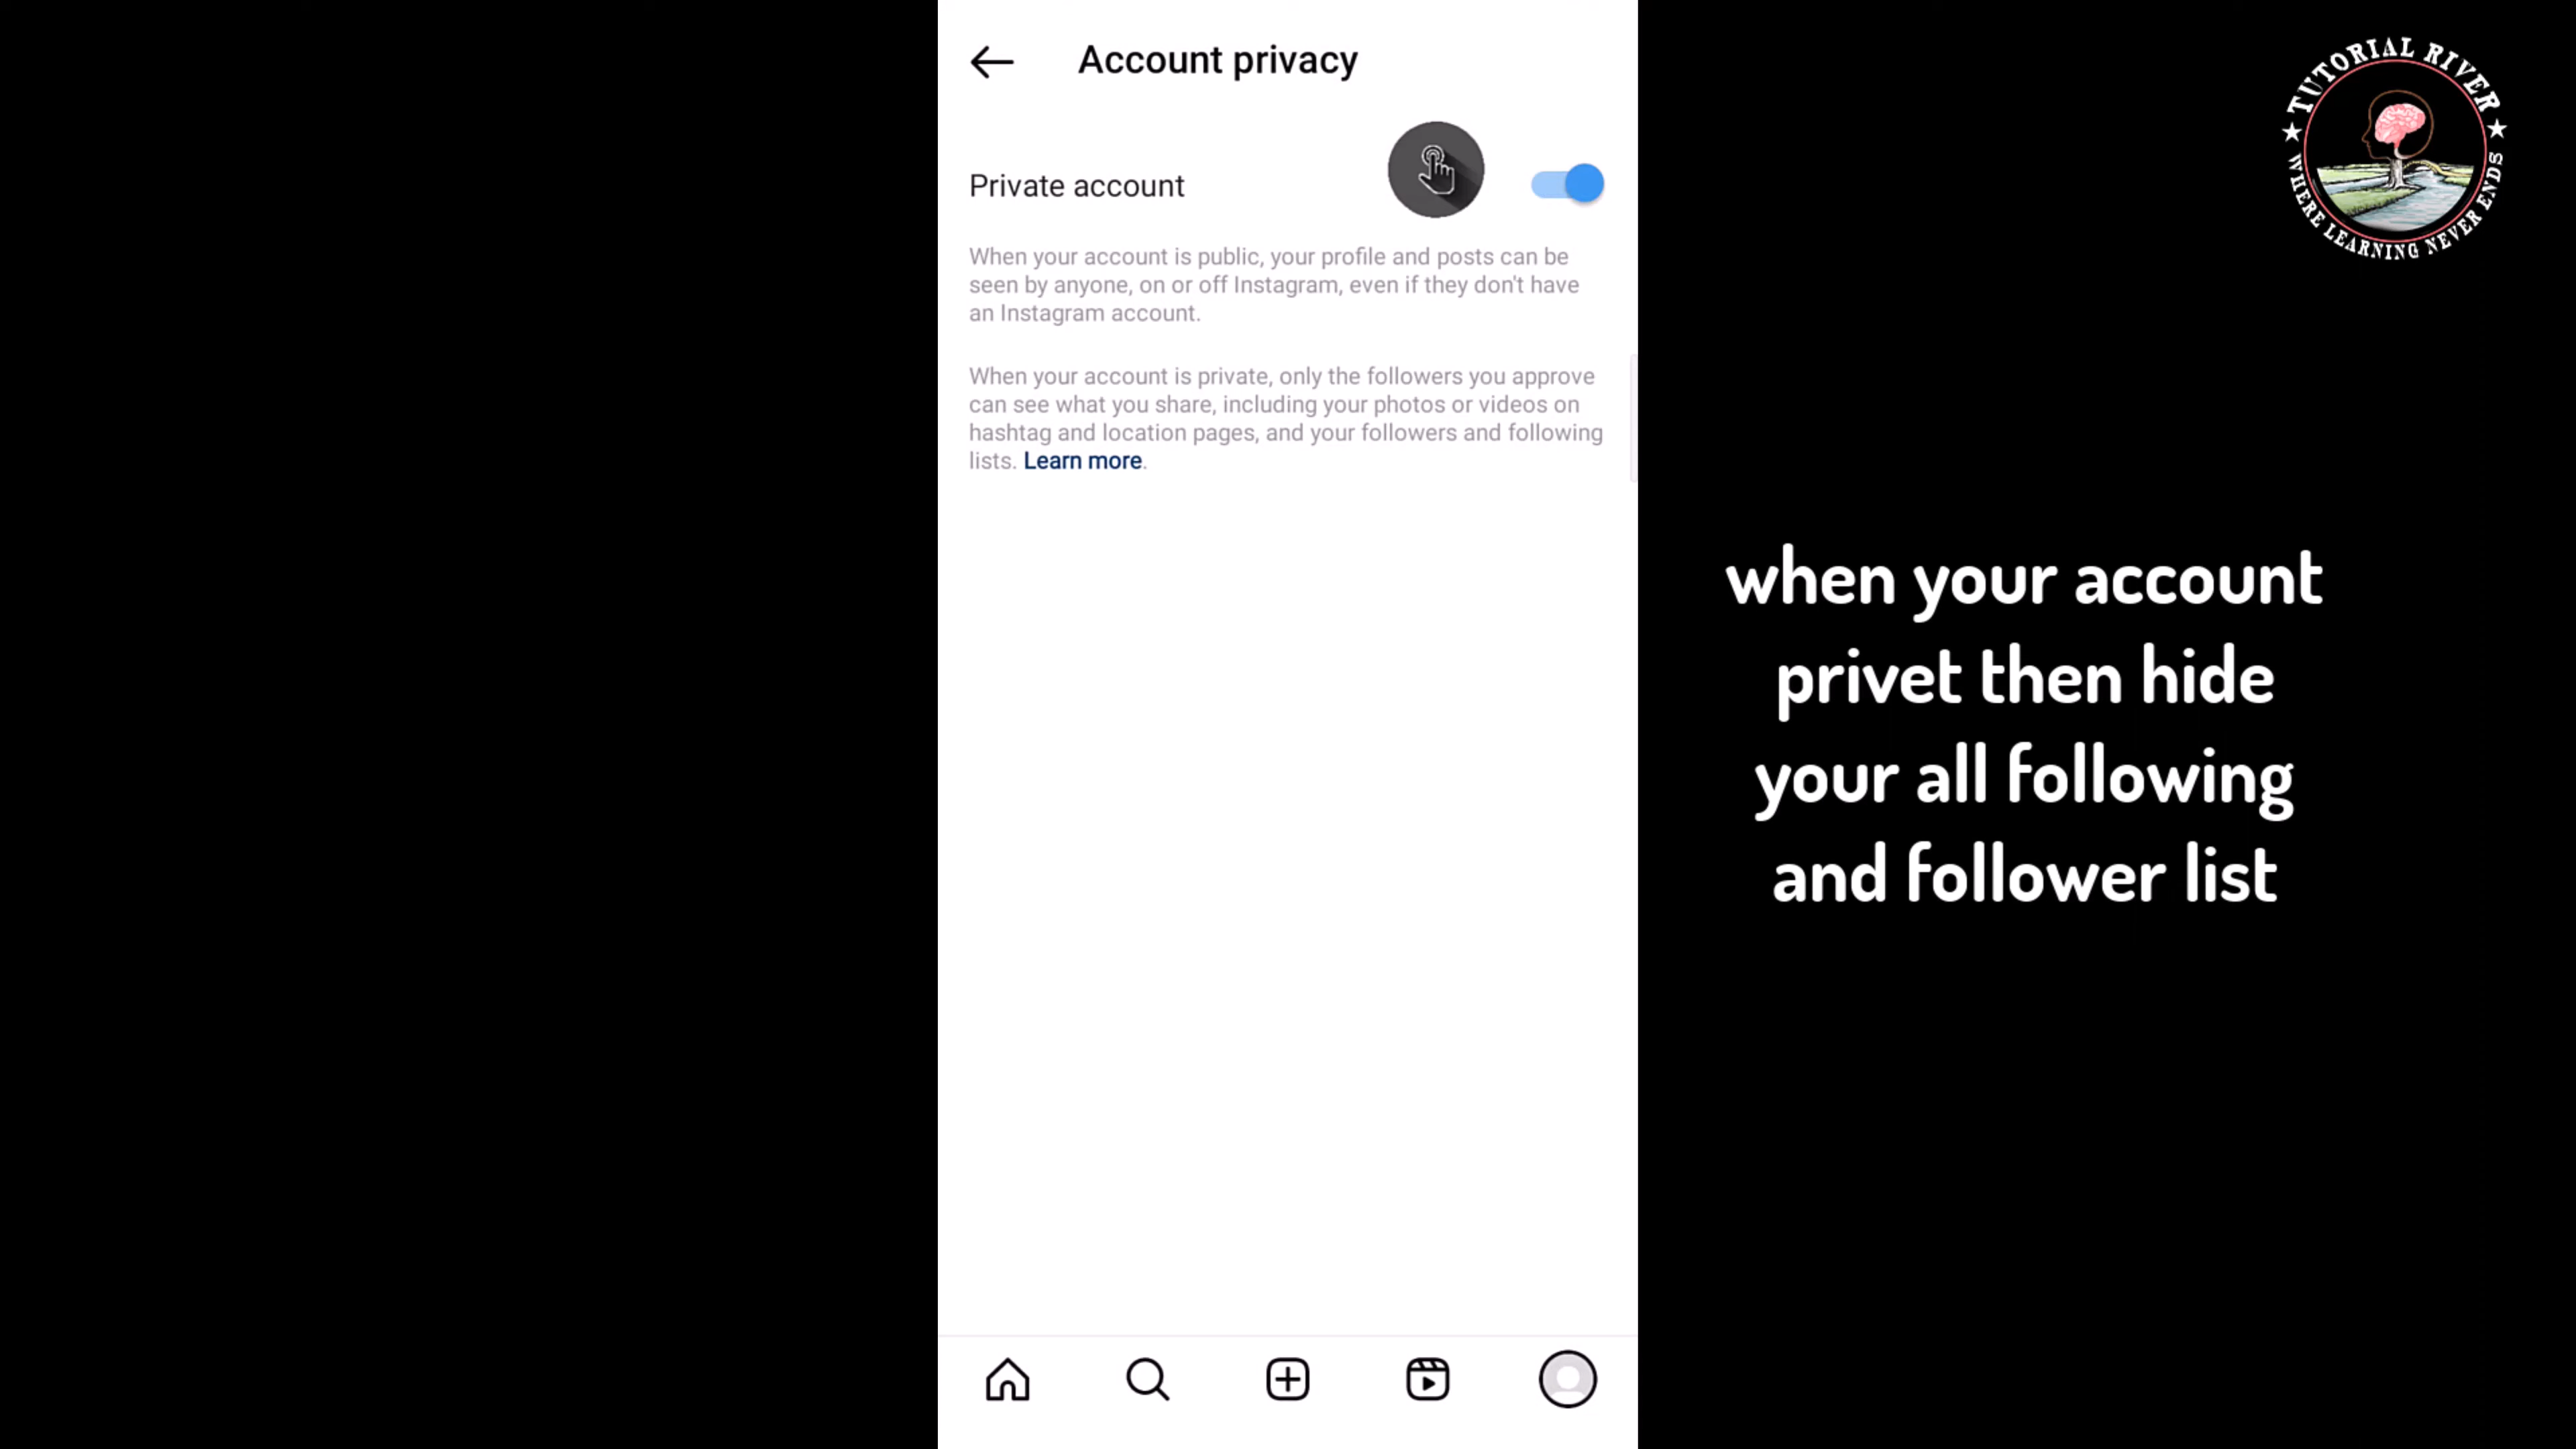 Account privacy
Private account
When your account is public, your profile and posts can be
seen by anyone, on or off Instagram, even if they don't have
an Instagram account.
When your account is private, only the followers you approve
can see what you share, including your photos or videos on
hashtag and location pages, and your followers and following
lists. Learn more.
TUTORIAL RIVER
WHERE LEARNING NEVER ENDS
when your account
privet then hide
your all following
and follower list